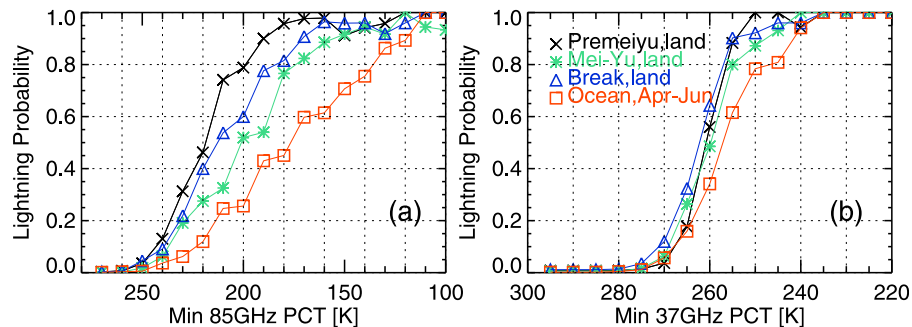 Lightning Probability
1.0
0.8
0.6
0.4
0.2
0.0
(a)
250
200
150
100
Min 85GHz PCT [K]
Lightning Probability
1.0
0.8
0.6
0.4
0.2
0.0
Premeiyu,land
Mei-Yu,land
Break,land
Ocean,Apr-Jun
(b)
300
280
260
240
220
Min 37GHz PCT [K]